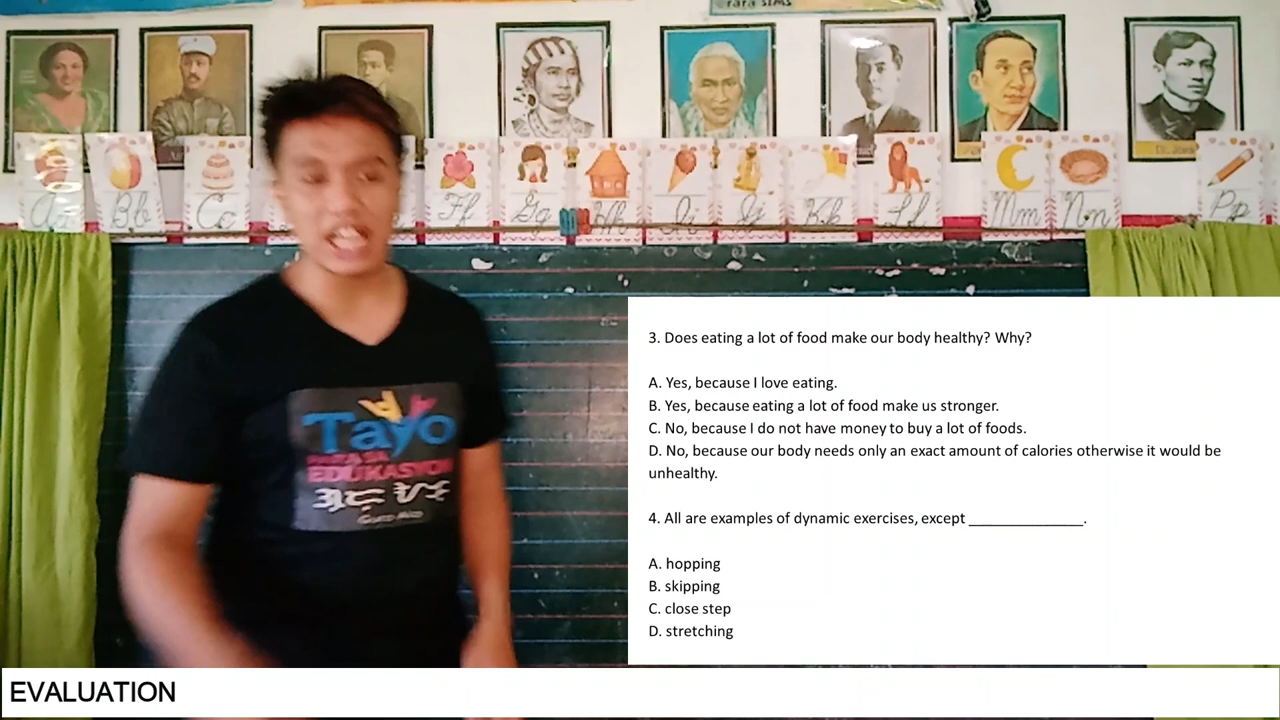 Aa
Bb
Cc
Ff
Gg
Hh
Ii
Jj
Kk
Ll
Mm
Nn
Pp
Tayo
PARA SA
EDUKASYON
3. Does eating a lot of food make our body healthy? Why?
A. Yes, because I love eating.
B. Yes, because eating a lot of food make us stronger.
C. No, because I do not have money to buy a lot of foods.
D. No, because our body needs only an exact amount of calories otherwise it would be
unhealthy.
4. All are examples of dynamic exercises, except ______________.
A. hopping
B. skipping
C. close step
D. stretching
EVALUATION